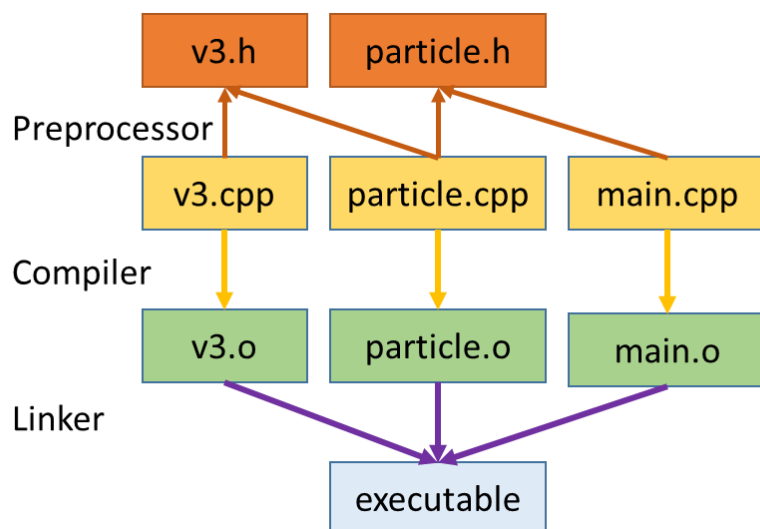 v3.h
particle.h
Preprocessor
v3.cpp
particle.cpp
main.cpp
Compiler
v3.o
particle.o
main.o
Linker
executable